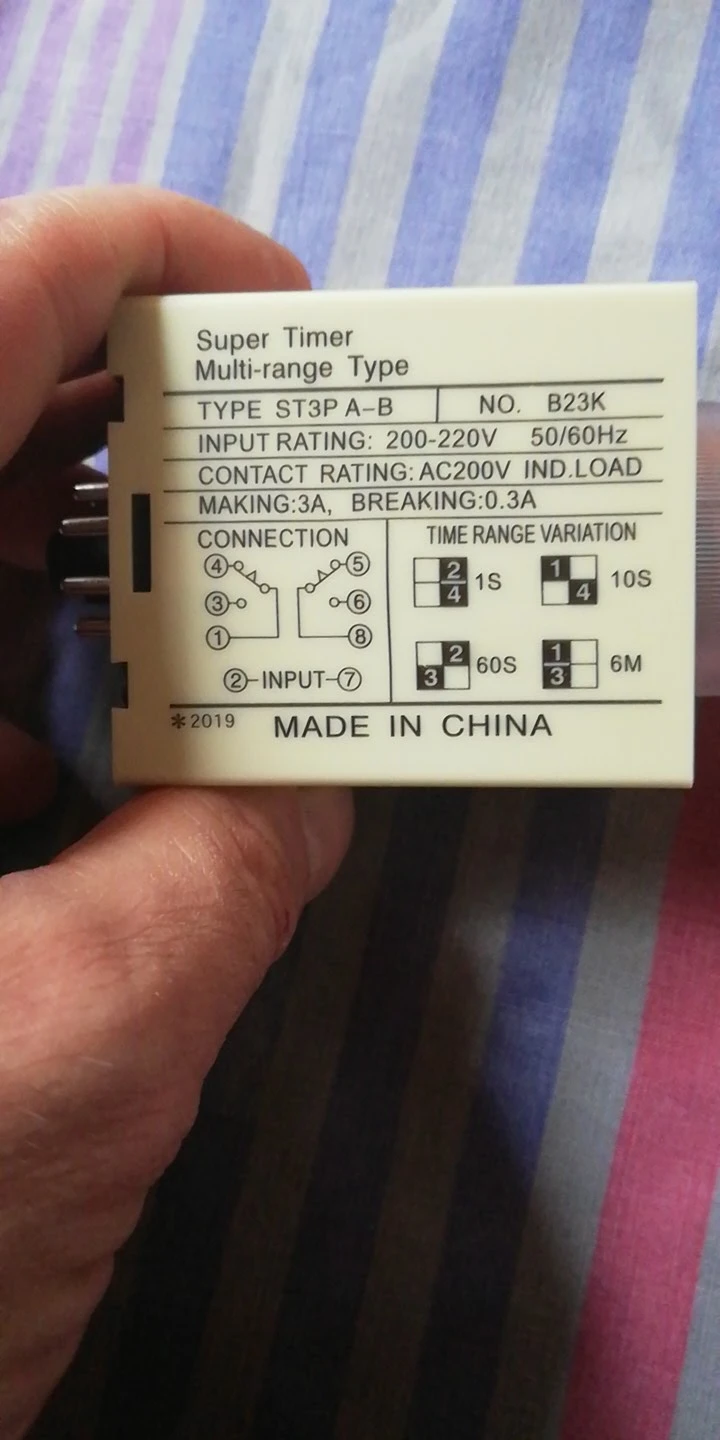 Super Timer
Multi-range Type
TYPE ST3P A-B NO. B23K
INPUT RATING: 200-220V 50/60Hz
CONTACT RATING: AC200V IND.LOAD
MAKING:3A, BREAKING:0.3A
CONNECTION
④ ⑤
③ ⑥
① ⑧
②-INPUT-⑦
TIME RANGE VARIATION
2 4 1S
1 4 10S
2 3 60S
1 3 6M
*2019 MADE IN CHINA